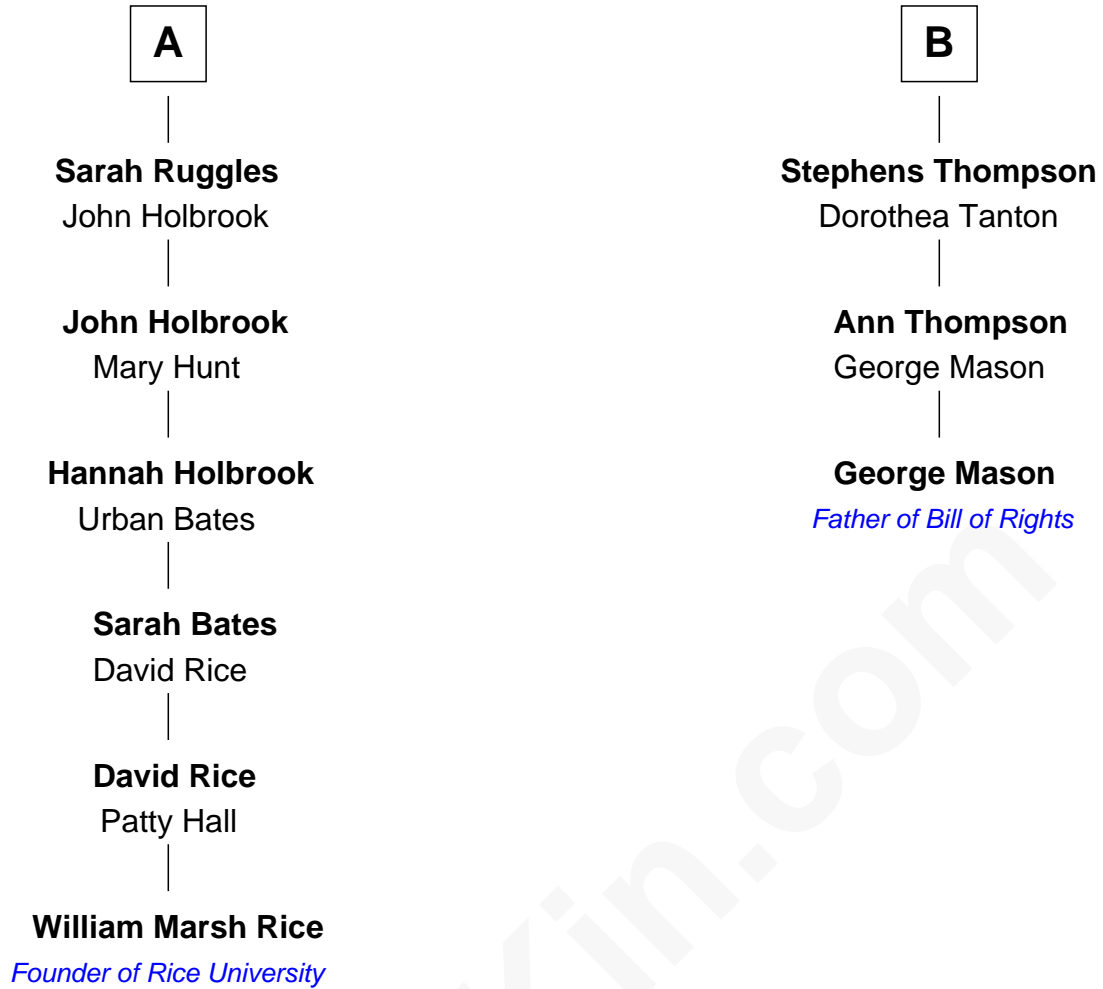 A
Sarah Ruggles
John Holbrook
John Holbrook
Mary Hunt
Hannah Holbrook
Urban Bates
Sarah Bates
David Rice
David Rice
Patty Hall
William Marsh Rice
Founder of Rice University
B
Stephens Thompson
Dorothea Tanton
Ann Thompson
George Mason
George Mason
Father of Bill of Rights